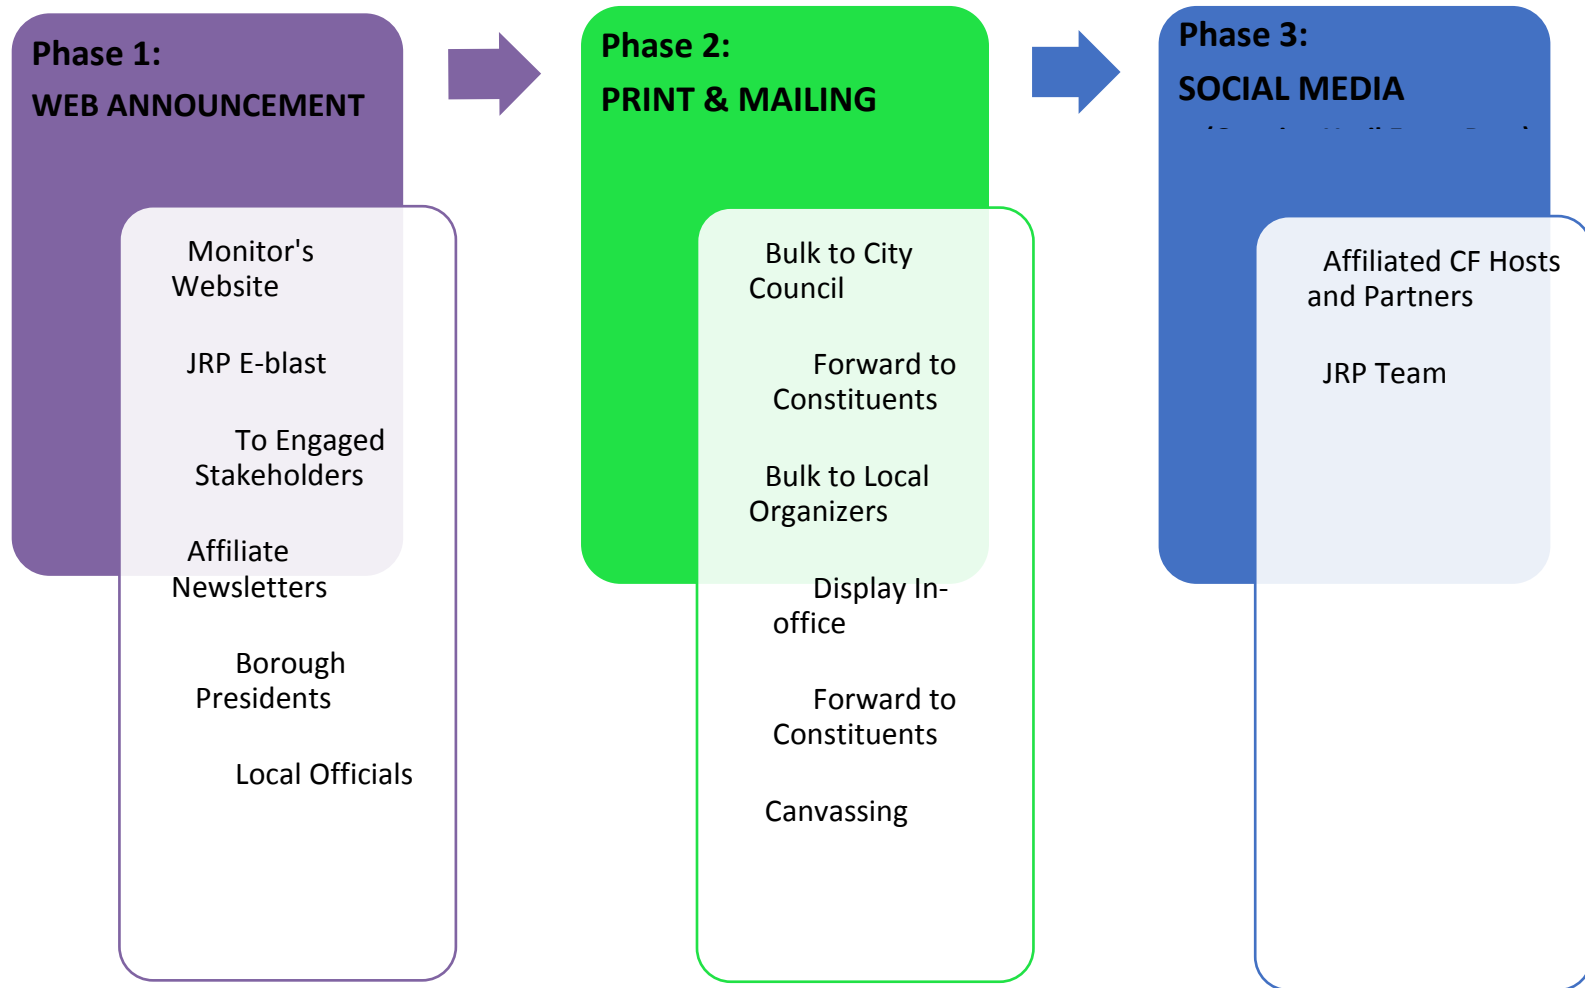 Phase 1:
WEB ANNOUNCEMENT
Monitor's
Website
JRP E-blast
To Engaged
Stakeholders
Affiliate
Newsletters
Borough
Presidents
Local Officials
Phase 2:
PRINT & MAILING
Bulk to City
Council
Forward to
Constituents
Bulk to Local
Organizers
Display In-
office
Forward to
Constituents
Canvassing
Phase 3:
SOCIAL MEDIA
Affiliated CF Hosts
and Partners
JRP Team